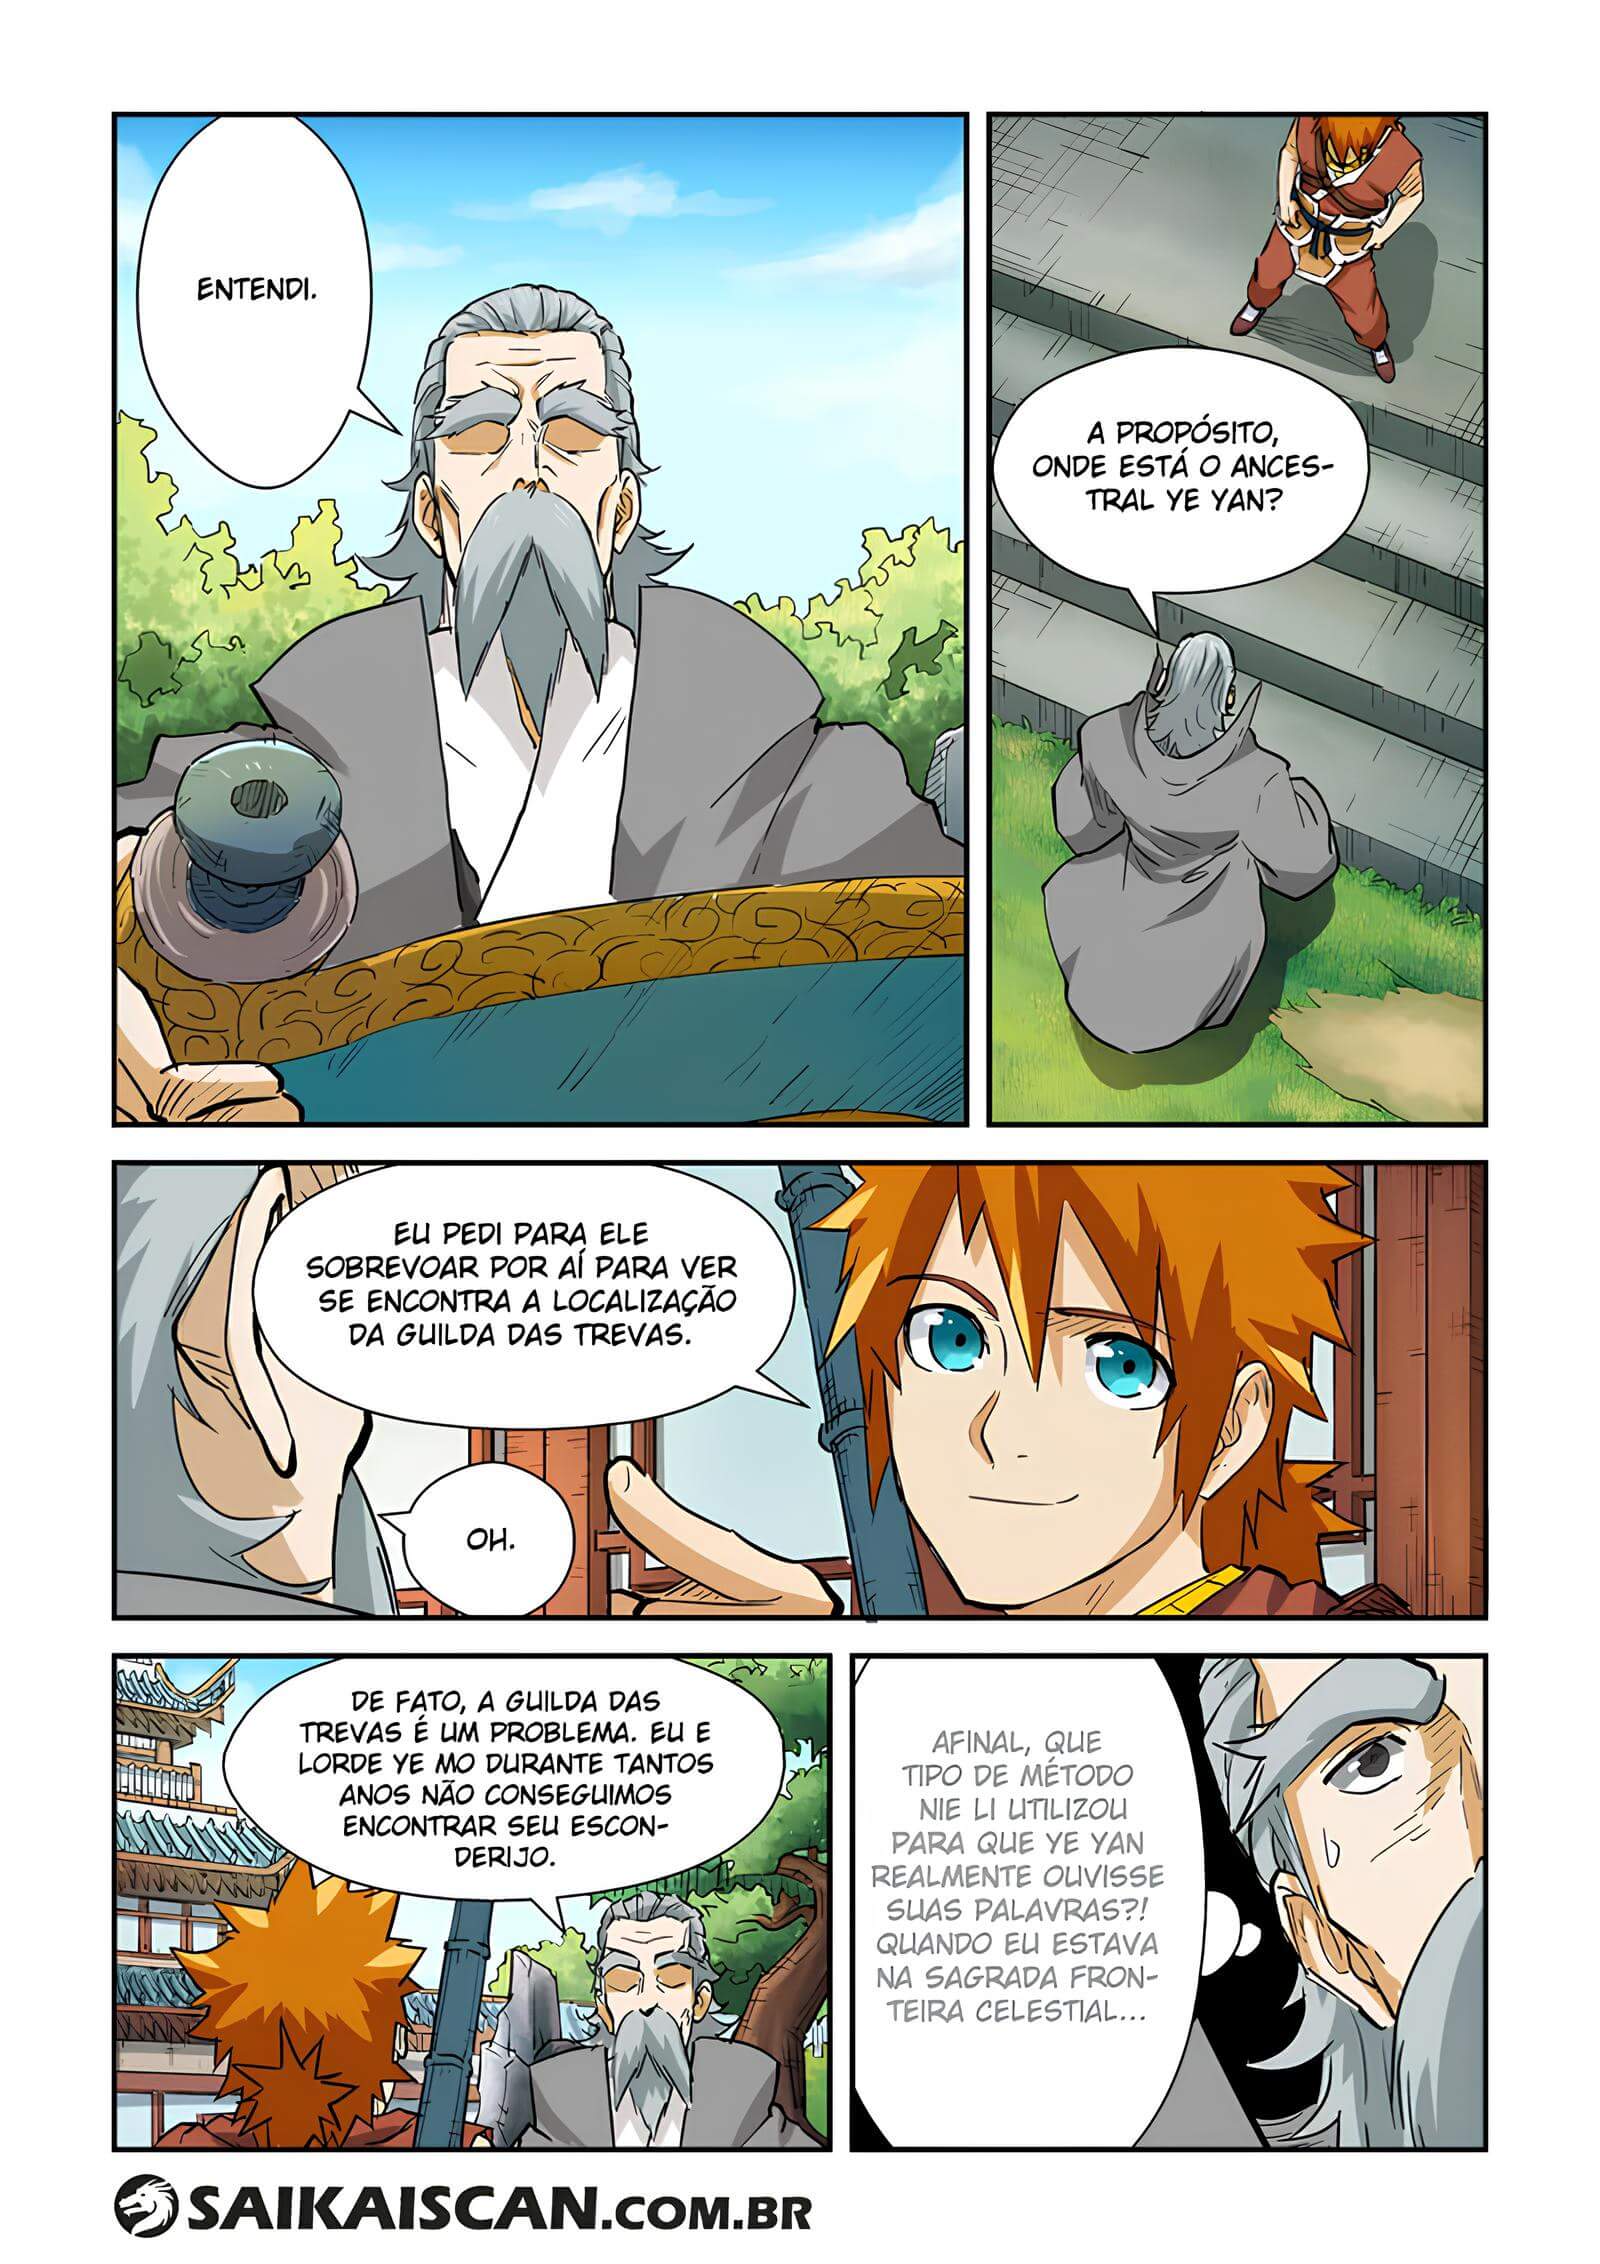 ENTENDI.
A PROPÓSITO,
ONDE ESTÁ O ANCES-
TRAL YE YAN?
EU PEDI PARA ELE
SOBREVOAR POR AÍ PARA VER
SE ENCONTRA A LOCALIZAÇÃO
DA GUILDA DAS TREVAS.
OH.
DE FATO, A GUILDA DAS
TREVAS É UM PROBLEMA. EU E
LORDE YE MO DURANTE TANTOS
ANOS NÃO CONSEGUIMOS
ENCONTRAR SEU ESCON-
DERIJO.
AFINAL, QUE
TIPO DE MÉTODO
NIE LI UTILIZOU
PARA QUE YE YAN
REALMENTE OUVISSE
SUAS PALAVRAS?!
QUANDO EU ESTAVA
NA SAGRADA FRON-
TEIRA CELESTIAL...
SAIKAISCAN.COM.BR